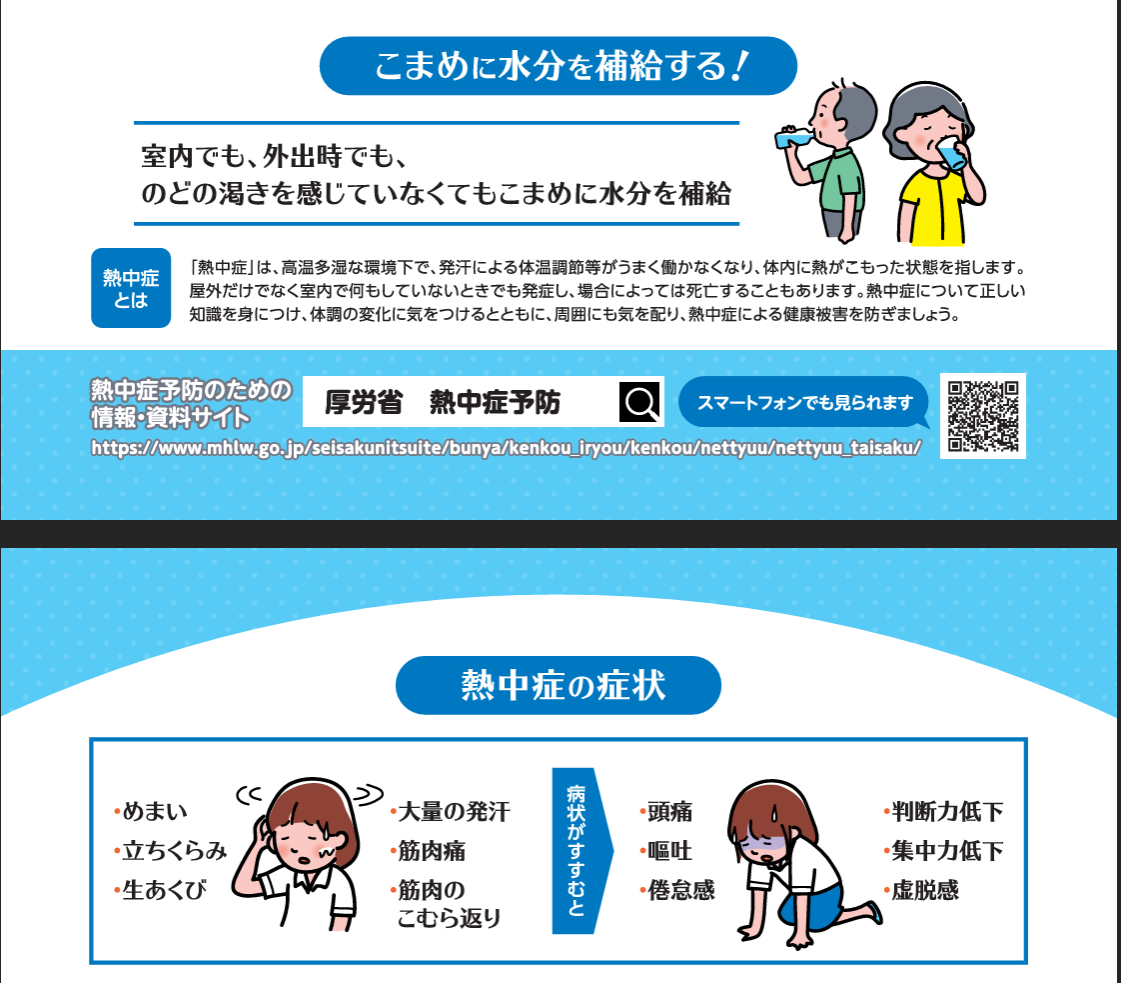 こまめに水分を補給する!
室内でも、外出時でも、
のどの渇きを感じていなくてもこまめに水分を補給
熱中症
とは
「熱中症」は、高温多湿な環境下で、発汗による体温調節等がうまく働かなくなり、体内に熱がこもった状態を指します。
屋外だけでなく室内で何もしていないときでも発症し、場合によっては死亡することもあります。熱中症について正しい
知識を身につけ、体調の変化に気をつけるとともに、周囲にも気を配り、熱中症による健康被害を防ぎましょう。
熱中症予防のための
情報・資料サイト
厚労省 熱中症予防
スマートフォンでも見られます
https://www.mhlw.go.jp/seisakunitsuite/bunya/kenkou_iryou/kenkou/nettyuu/nettyuu_taisaku/
熱中症の症状
・めまい
・立ちくらみ
・生あくび
・大量の発汗
・筋肉痛
・筋肉の
こむら返り
病状がすすむと
・頭痛
・嘔吐
・倦怠感
・判断力低下
・集中力低下
・虚脱感